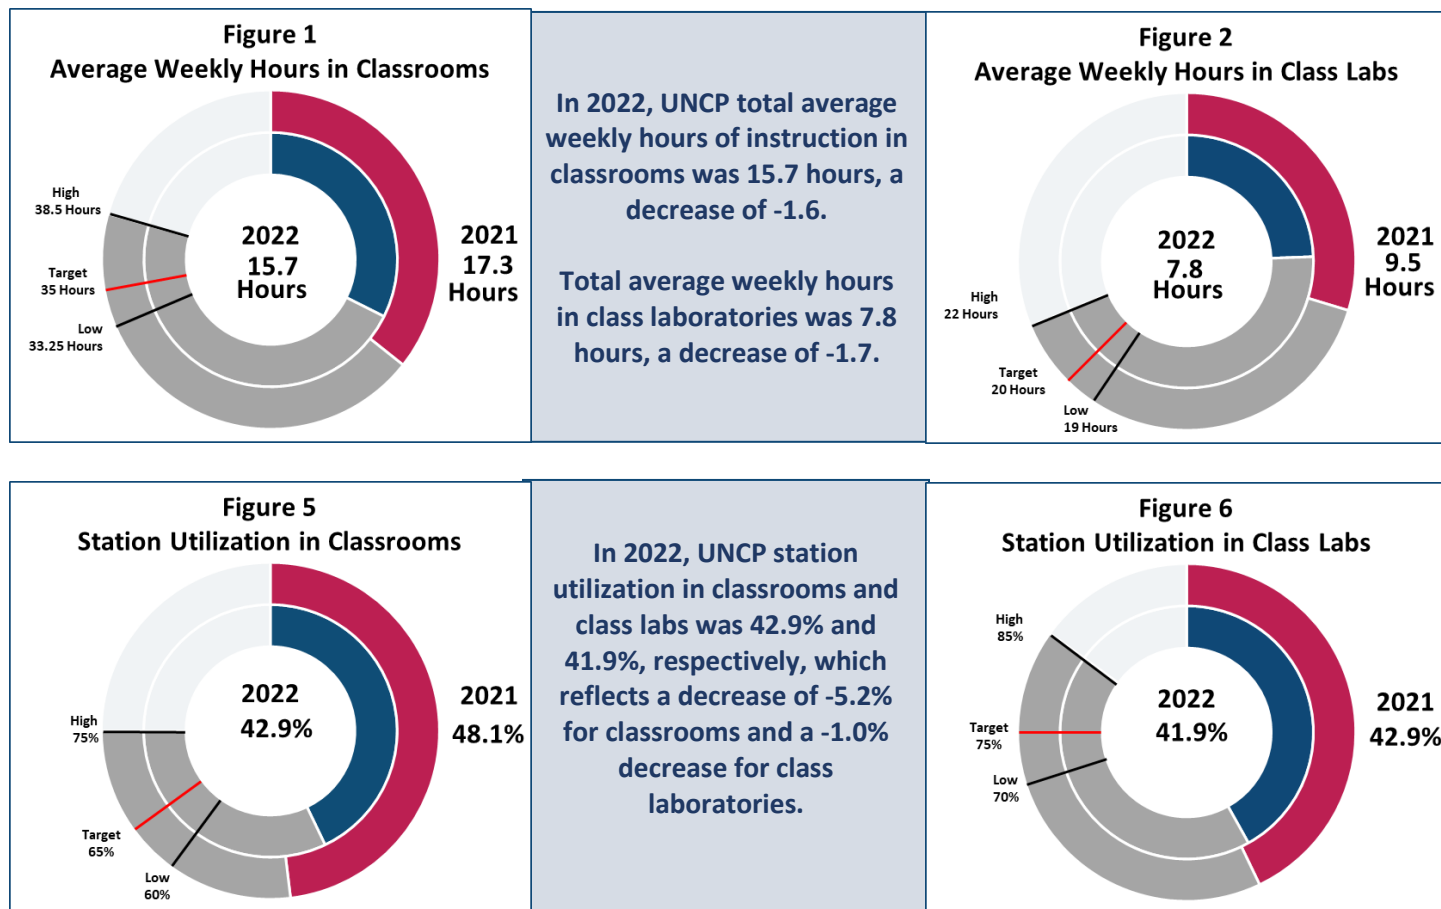 Figure 1
Average Weekly Hours in Classrooms
High
38.5 Hours
Target
35 Hours
Low
33.25 Hours
2022
15.7
Hours
2021
17.3
Hours
In 2022, UNCP total average
weekly hours of instruction in
classrooms was 15.7 hours, a
decrease of -1.6.
Total average weekly hours
in class laboratories was 7.8
hours, a decrease of -1.7.
Figure 2
Average Weekly Hours in Class Labs
High
22 Hours
Target
20 Hours
Low
19 Hours
2022
7.8
Hours
2021
9.5
Hours
Figure 5
Station Utilization in Classrooms
High
75%
Target
65%
Low
60%
2022
42.9%
2021
48.1%
In 2022, UNCP station
utilization in classrooms and
class labs was 42.9% and
41.9%, respectively, which
reflects a decrease of -5.2%
for classrooms and a -1.0%
decrease for class
laboratories.
Figure 6
Station Utilization in Class Labs
High
85%
Target
75%
Low
70%
2022
41.9%
2021
42.9%